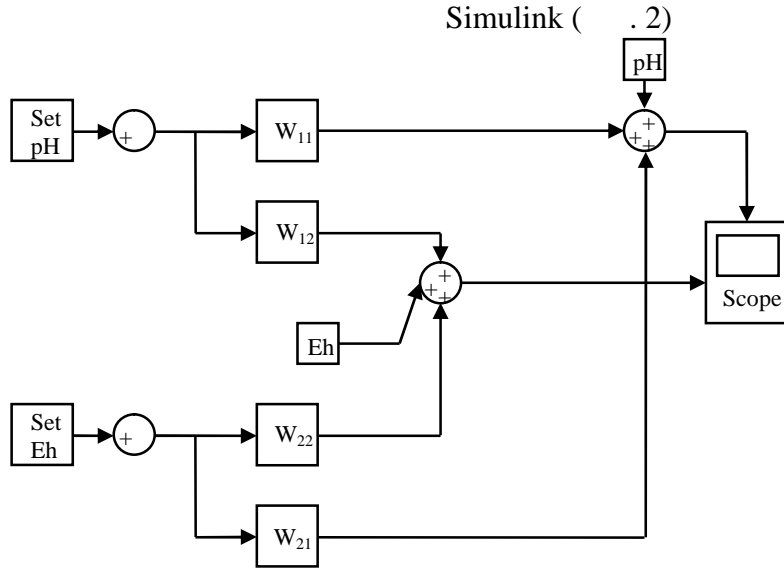 Simulink ( . 2)
pH
Set
pH
+
W11
+
+
+
W12
+
+
+
Scope
Eh
Set
Eh
+
W22
W21